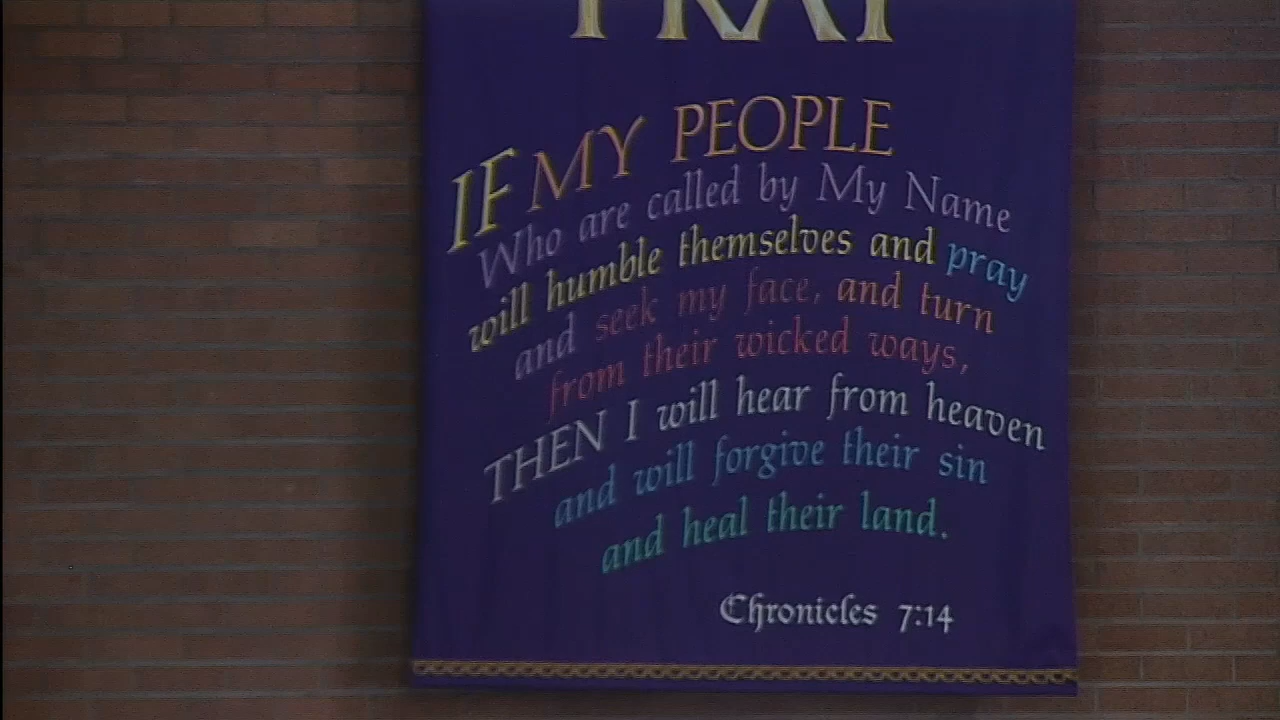 PRAY
IF MY PEOPLE
Who are called by My Name
will humble themselves and pray
and seek my face, and turn
from their wicked ways,
THEN I will hear from heaven
and will forgive their sin
and heal their land.
Chronicles 7:14